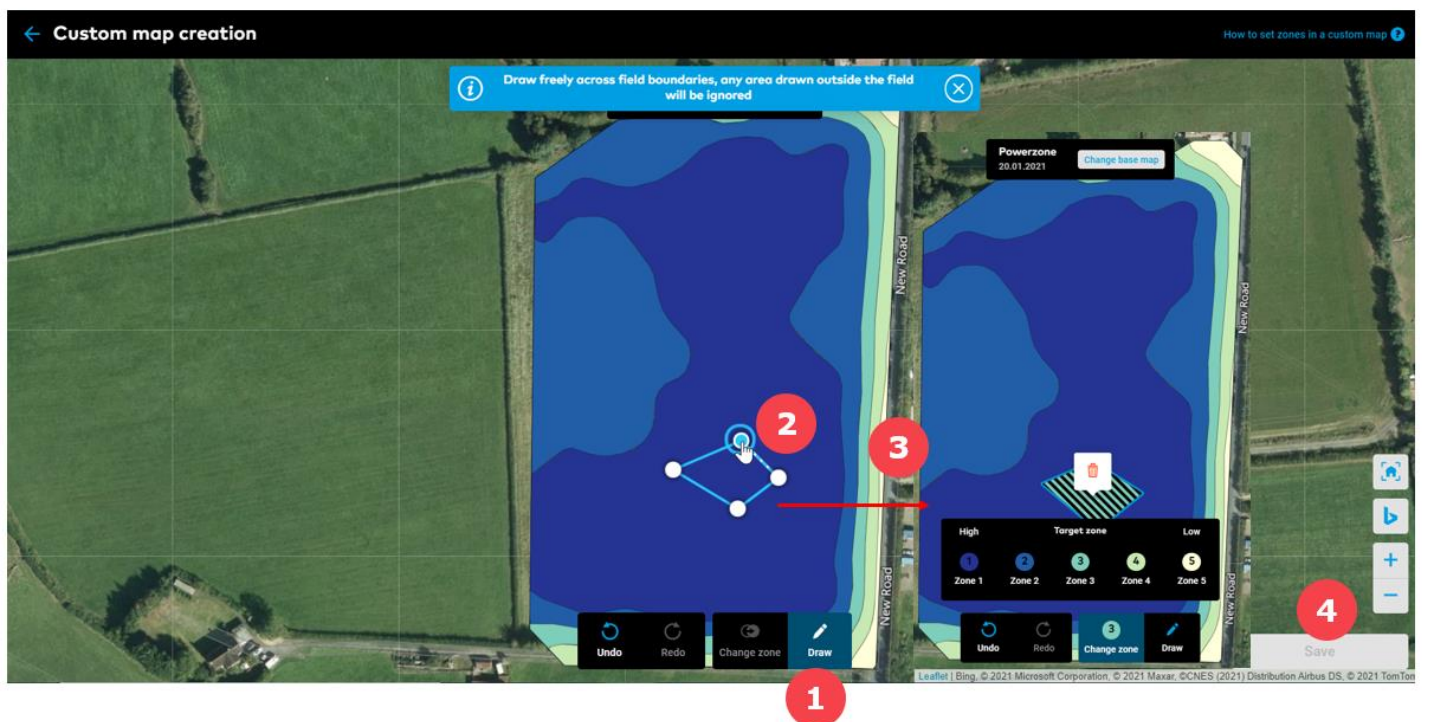 Custom map creation
How to set zones in a custom map ?
i
Draw freely across field boundaries, any area drawn outside the field
will be ignored
Powerzone
20.01.2021
Change base map
New Road
New Road
2
3
High Target zone Low
1 2 3 4 5
Zone 1 Zone 2 Zone 3 Zone 4 Zone 5
New Road
New Road
+
−
4
Undo Redo Change zone Draw
3
Undo Redo Change zone Draw
Save
Leaflet | Bing, © 2021 Microsoft Corporation, © 2021 Maxar, ©CNES (2021) Distribution Airbus DS, © 2021 TomTom
1